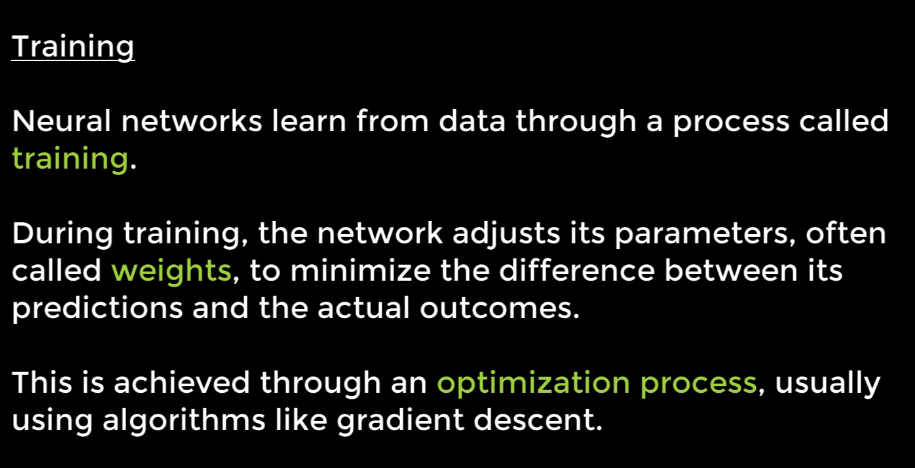 Training
Neural networks learn from data through a process called
training.
During training, the network adjusts its parameters, often
called weights, to minimize the difference between its
predictions and the actual outcomes.
This is achieved through an optimization process, usually
using algorithms like gradient descent.